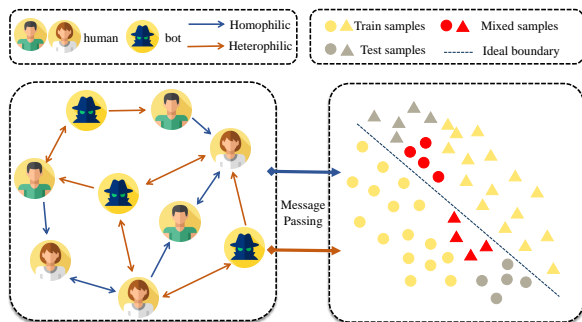 human bot Homophilic
Heterophilic
Train samples Mixed samples
Test samples Ideal boundary
Message
Passing